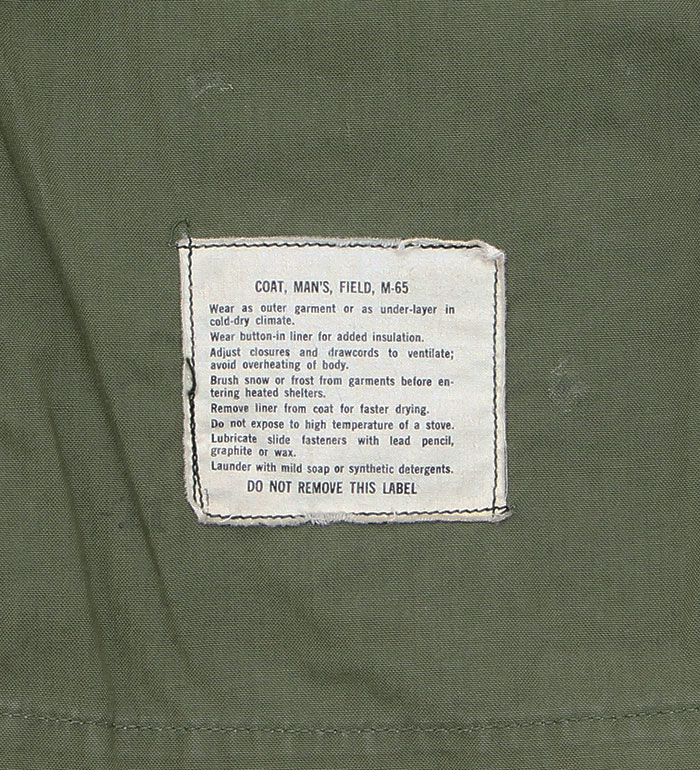 COAT, MAN'S, FIELD, M-65
Wear as outer garment or as under-layer in
cold-dry climate.
Wear button-in liner for added insulation.
Adjust closures and drawcords to ventilate;
avoid overheating of body.
Brush snow or frost from garments before en-
tering heated shelters.
Remove liner from coat for faster drying.
Do not expose to high temperature of a stove.
Lubricate slide fasteners with lead pencil,
graphite or wax.
Launder with mild soap or synthetic detergents.
DO NOT REMOVE THIS LABEL